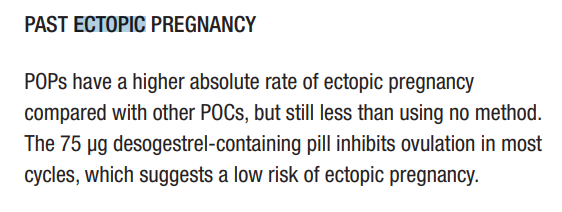 PAST ECTOPIC PREGNANCY
POPs have a higher absolute rate of ectopic pregnancy
compared with other POCs, but still less than using no method.
The 75 µg desogestrel-containing pill inhibits ovulation in most
cycles, which suggests a low risk of ectopic pregnancy.